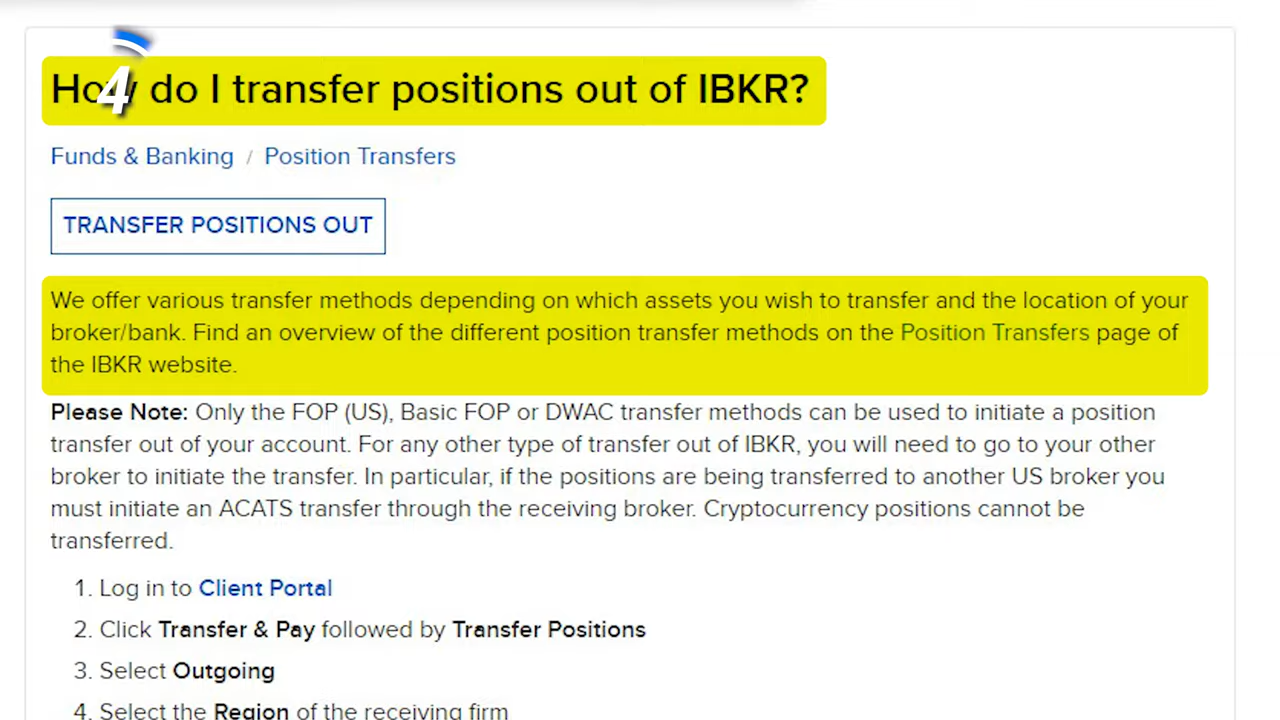 How do I transfer positions out of IBKR?
4
Funds & Banking / Position Transfers
TRANSFER POSITIONS OUT
We offer various transfer methods depending on which assets you wish to transfer and the location of your
broker/bank. Find an overview of the different position transfer methods on the Position Transfers page of
the IBKR website.
Please Note: Only the FOP (US), Basic FOP or DWAC transfer methods can be used to initiate a position
transfer out of your account. For any other type of transfer out of IBKR, you will need to go to your other
broker to initiate the transfer. In particular, if the positions are being transferred to another US broker you
must initiate an ACATS transfer through the receiving broker. Cryptocurrency positions cannot be
transferred.
1. Log in to Client Portal
2. Click Transfer & Pay followed by Transfer Positions
3. Select Outgoing
4. Select the Region of the receiving firm